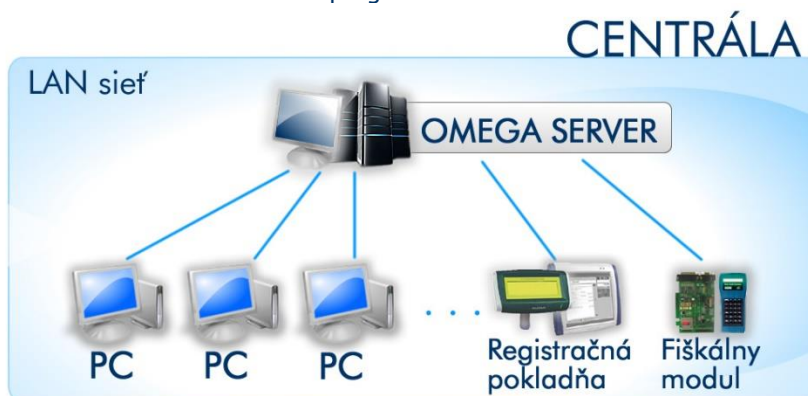 CENTRÁLA
LAN sieť
OMEGA SERVER
PC
PC
PC
...
Registračná
pokladňa
Fiškálny
modul